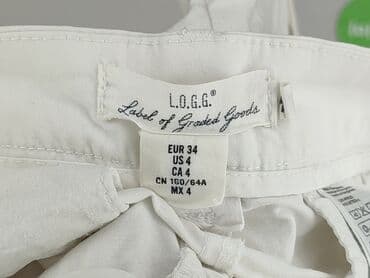 L.O.G.G.®
Label of Graded Goods
EUR 34
US 4
CA 4
CN 160/64A
MX 4